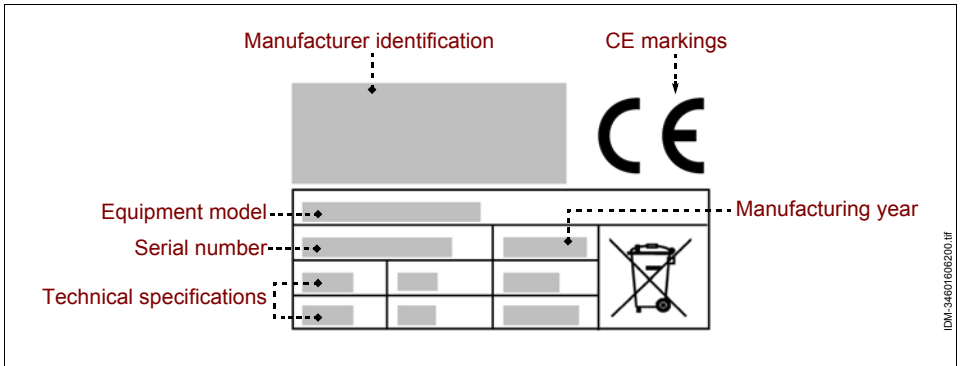 Manufacturer identification
CE markings
CE
Equipment model
Manufacturing year
Serial number
Technical specifications
IDM-34601606200.tif